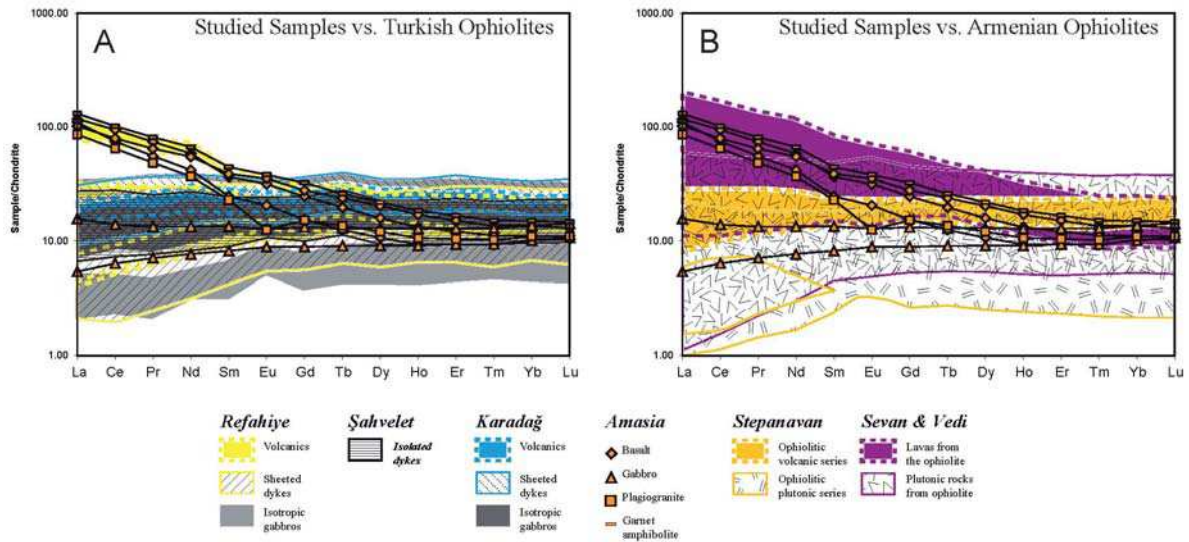 A
Studied Samples vs. Turkish Ophiolites
1000.00
100.00
10.00
1.00
Sample/Chondrite
La Ce Pr Nd Sm Eu Gd Tb Dy Ho Er Tm Yb Lu
B
Studied Samples vs. Armenian Ophiolites
1000.00
100.00
10.00
1.00
Sample/Chondrite
La Ce Pr Nd Sm Eu Gd Tb Dy Ho Er Tm Yb Lu
Refahiye
Volcanics
Sheeted
dykes
Isotropic
gabbros
Şahvelet
Isolated
dykes
Karadağ
Volcanics
Sheeted
dykes
Isotropic
gabbros
Amasia
Basalt
Gabbro
Plagiogranite
Garnet
amphibolite
Stepanavan
Ophiolitic
volcanic series
Ophiolitic
plutonic series
Sevan & Vedi
Lavas from
the ophiolite
Plutonic rocks
from ophiolite